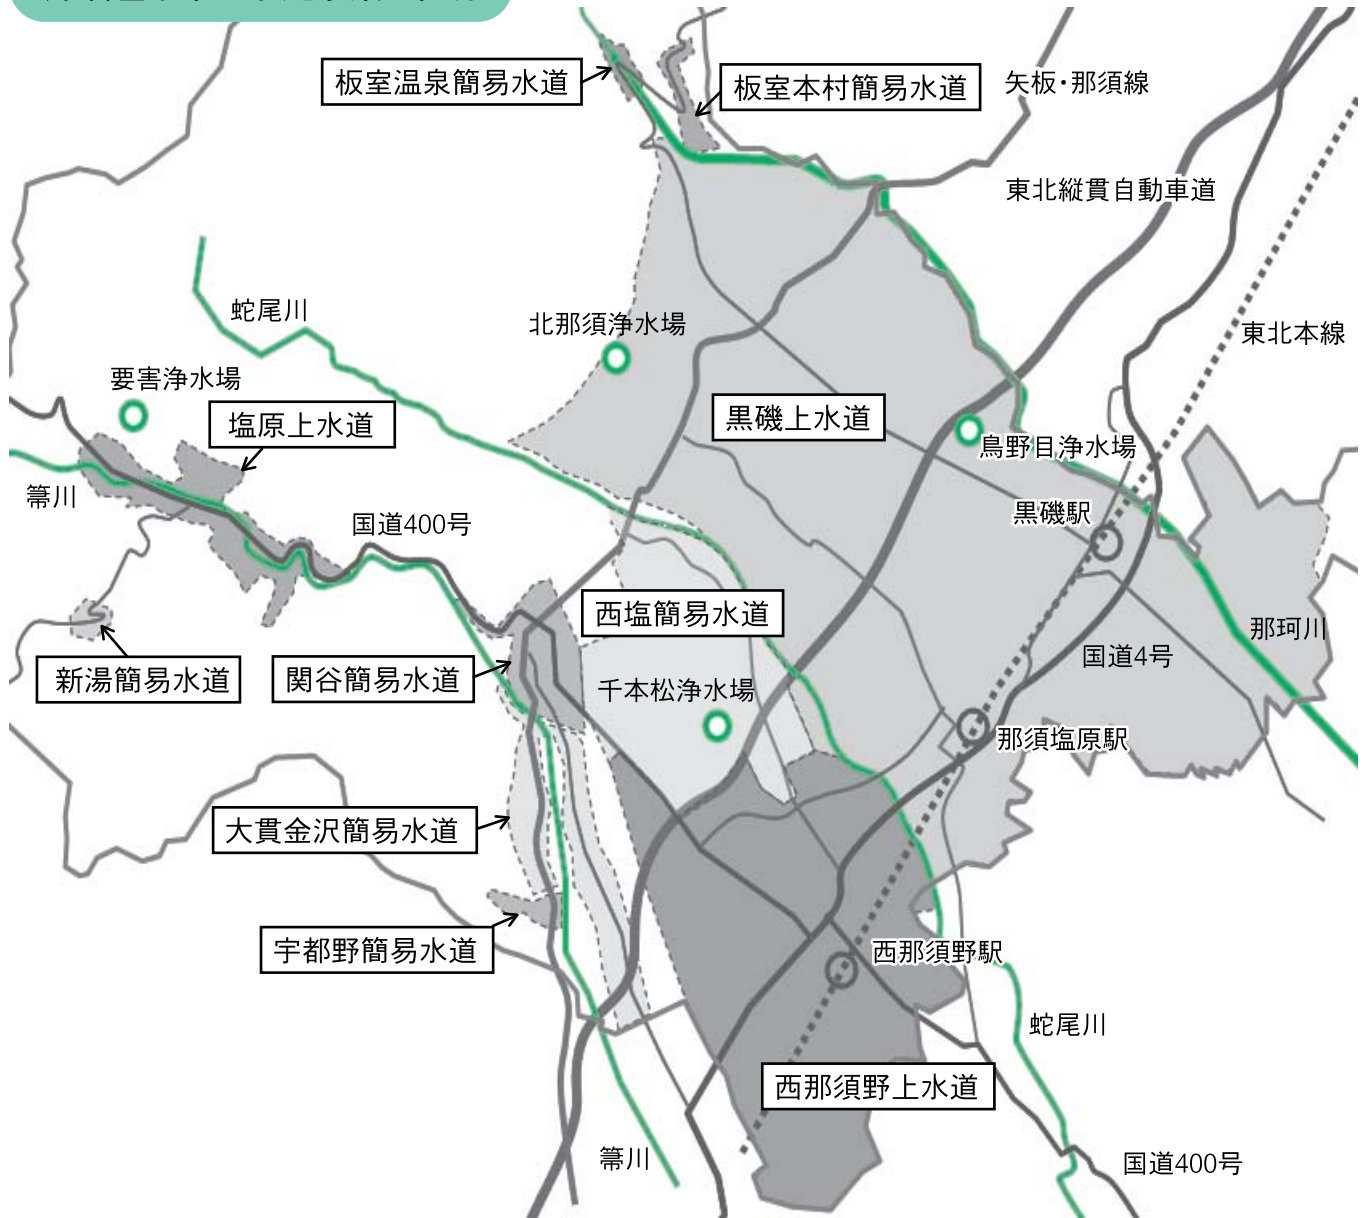 板室温泉簡易水道
板室本村簡易水道
矢板・那須線
東北縦貫自動車道
蛇尾川
北那須浄水場
東北本線
要害浄水場
塩原上水道
黒磯上水道
鳥野目浄水場
箒川
国道400号
黒磯駅
西塩簡易水道
那珂川
新湯簡易水道
関谷簡易水道
国道4号
千本松浄水場
那須塩原駅
大貫金沢簡易水道
宇都野簡易水道
西那須野駅
蛇尾川
西那須野上水道
箒川
国道400号